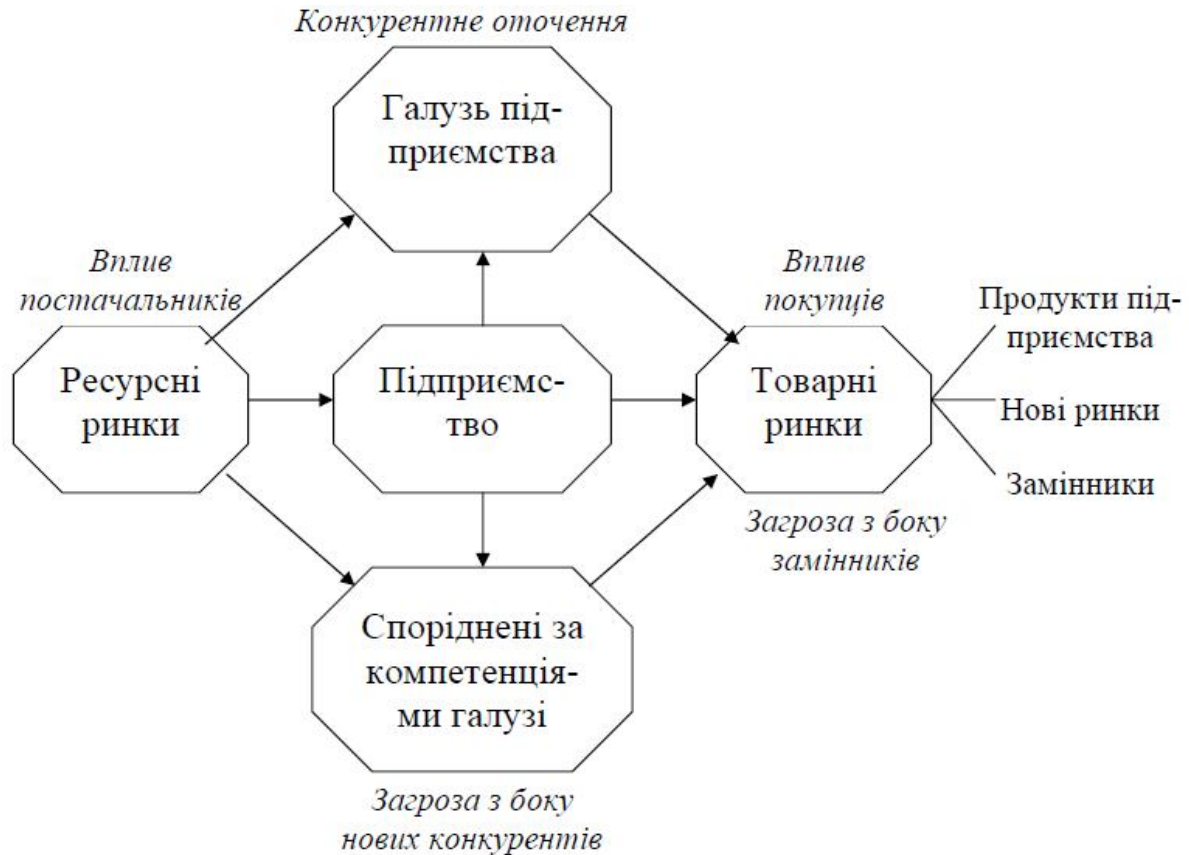 Конкурентне оточення
Галузь під-
приємства
Вплив
постачальників
Вплив
покупців
Ресурсні
ринки
Підприємс-
тво
Товарні
ринки
Продукти під-
приємства
Нові ринки
Замінники
Загроза з боку
замінників
Споріднені за
компетенція-
ми галузі
Загроза з боку
нових конкурентів